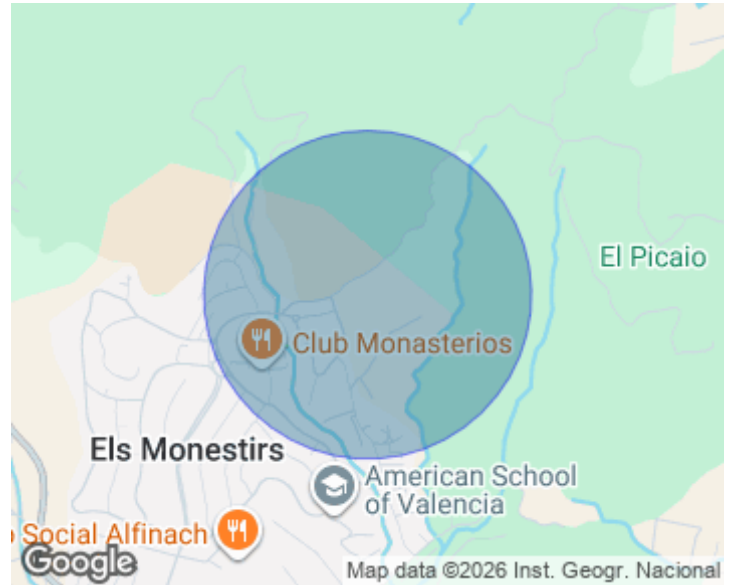 El Picaio
Club Monasterios
Els Monestirs
American School
of Valencia
Social Alfinach
Google
Map data ©2026 Inst. Geogr. Nacional